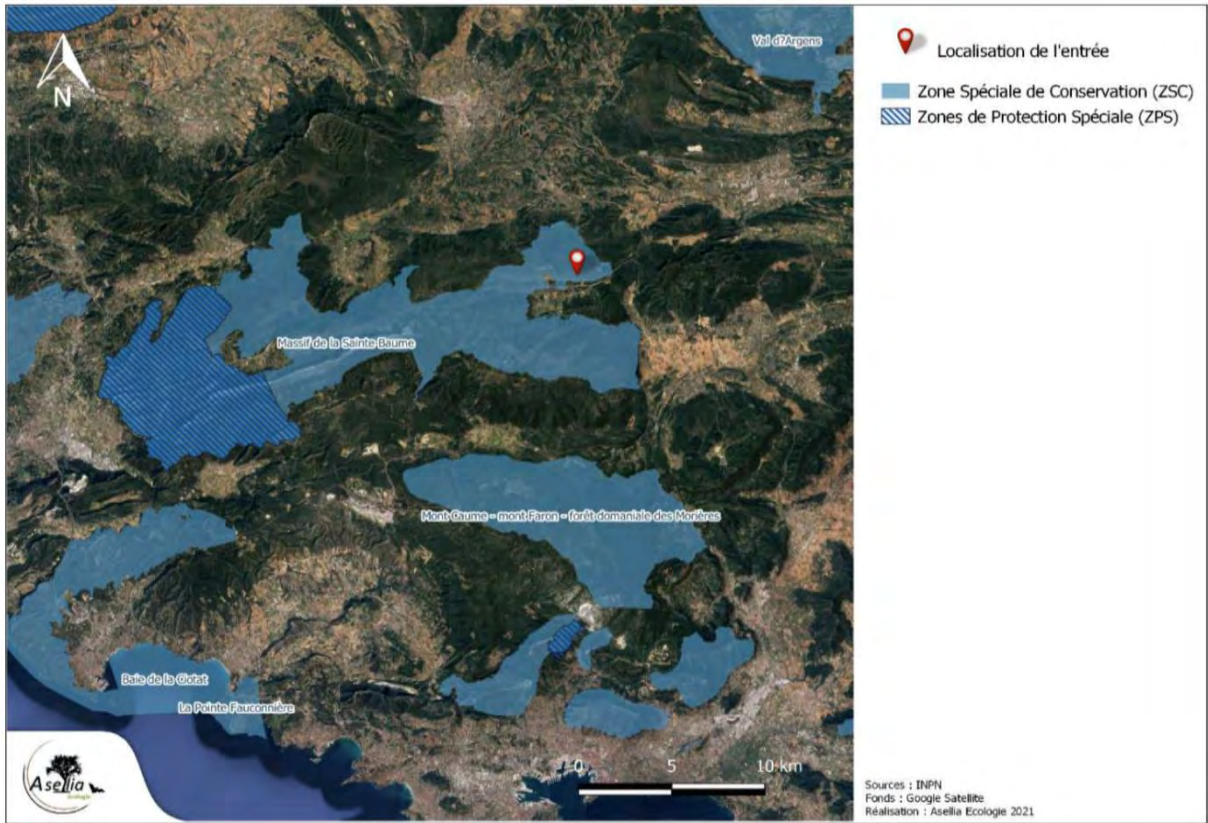 Val d?Argens
Localisation de l'entrée
Zone Spéciale de Conservation (ZSC)
Zones de Protection Spéciale (ZPS)
N
Massif de la Sainte Baume
Mont Caume - mont Faron - forêt domaniale des Morières
Baie de la Ciotat
La Pointe Fauconnière
0 5 10 km
Asellia
Ecologie
Sources : INPN
Fonds : Google Satellite
Réalisation : Asellia Ecologie 2021